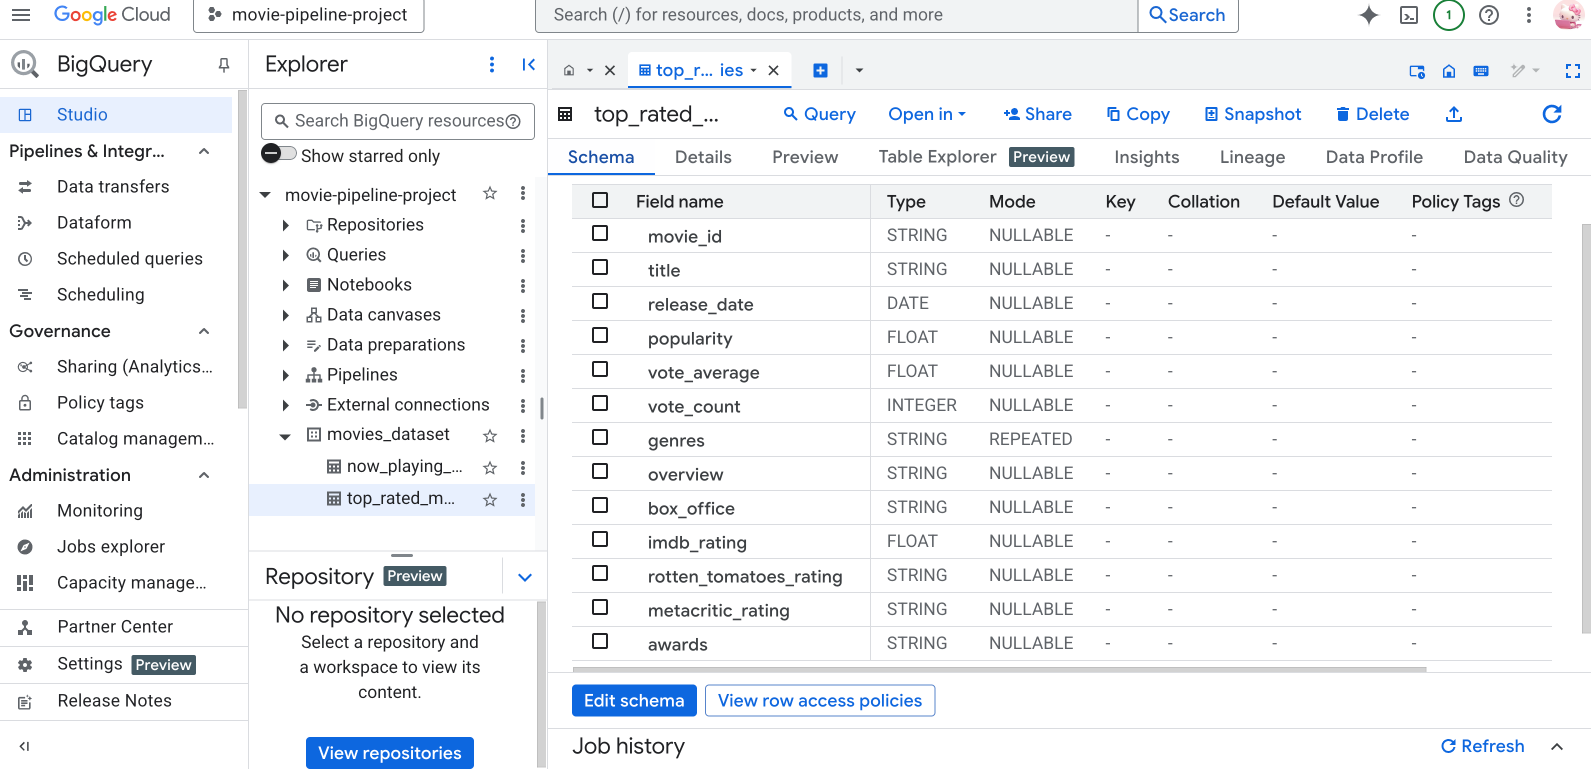 Google Cloud
movie-pipeline-project
Search (/) for resources, docs, products, and more
Search
1
BigQuery
Studio
Pipelines & Integr...
Data transfers
Dataform
Scheduled queries
Scheduling
Governance
Sharing (Analytics...
Policy tags
Catalog managem...
Administration
Monitoring
Jobs explorer
Capacity manage...
Partner Center
Settings Preview
Release Notes
Explorer
Search BigQuery resources
Show starred only
movie-pipeline-project
Repositories
Queries
Notebooks
Data canvases
Data preparations
Pipelines
External connections
movies_dataset
now_playing_...
top_rated_m...
Repository Preview
No repository selected
Select a repository and
a workspace to view its
content.
View repositories
top_r... ies
top_rated_...
Query
Open in
Share
Copy
Snapshot
Delete
Schema Details Preview Table Explorer Preview Insights Lineage Data Profile Data Quality
Field name Type Mode Key Collation Default Value Policy Tags
movie_id STRING NULLABLE - - - -
title STRING NULLABLE - - - -
release_date DATE NULLABLE - - - -
popularity FLOAT NULLABLE - - - -
vote_average FLOAT NULLABLE - - - -
vote_count INTEGER NULLABLE - - - -
genres STRING REPEATED - - - -
overview STRING NULLABLE - - - -
box_office STRING NULLABLE - - - -
imdb_rating FLOAT NULLABLE - - - -
rotten_tomatoes_rating STRING NULLABLE - - - -
metacritic_rating STRING NULLABLE - - - -
awards STRING NULLABLE - - - -
Edit schema
View row access policies
Job history
Refresh